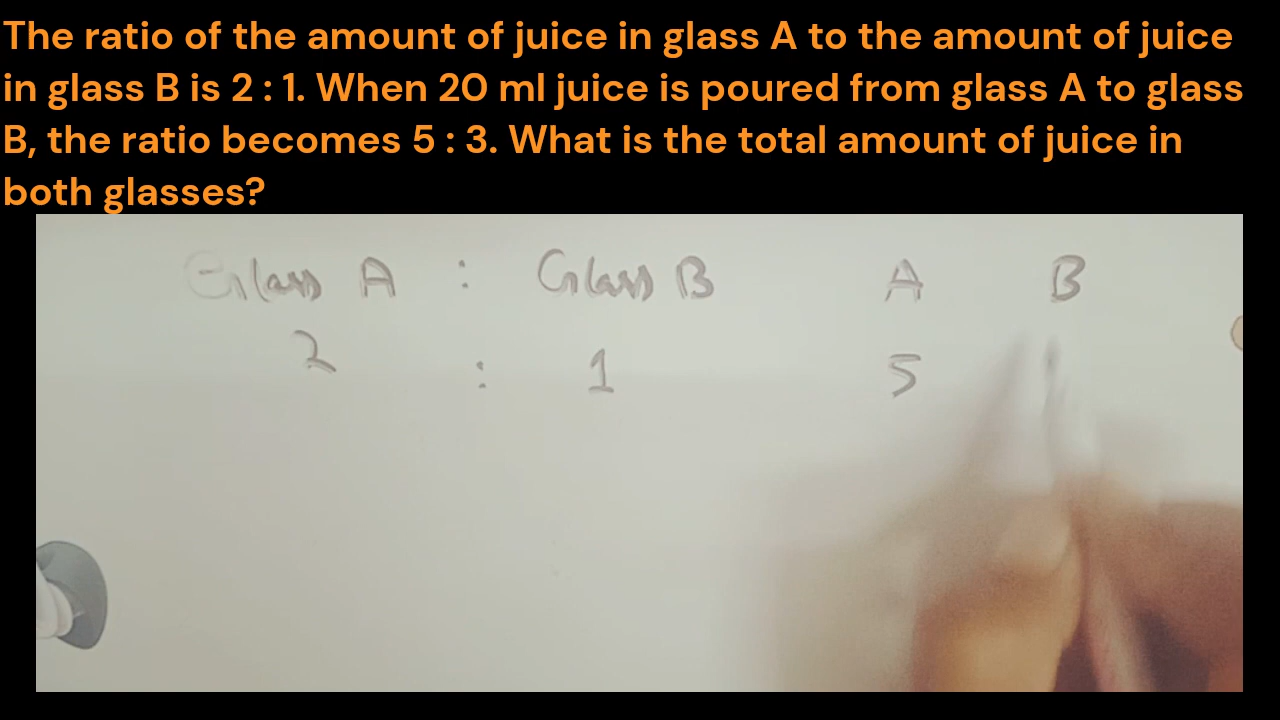 The ratio of the amount of juice in glass A to the amount of juice
in glass B is 2 : 1. When 20 ml juice is poured from glass A to glass
B, the ratio becomes 5 : 3. What is the total amount of juice in
both glasses?
Glass A : Glass B A B
2 : 1 5